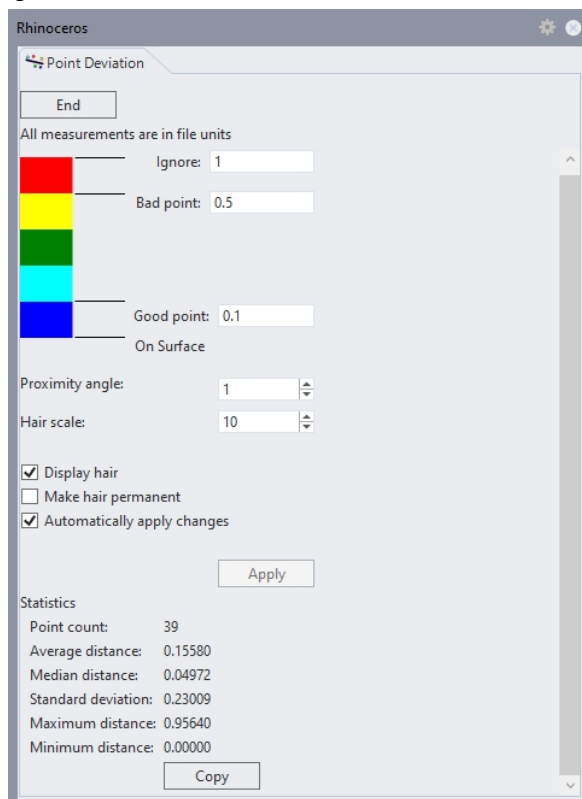 Rhinoceros
Point Deviation
End
All measurements are in file units
Ignore: 1
Bad point: 0.5
Good point: 0.1
On Surface
Proximity angle: 1
Hair scale: 10
Display hair
Make hair permanent
Automatically apply changes
Apply
Statistics
Point count: 39
Average distance: 0.15580
Median distance: 0.04972
Standard deviation: 0.23009
Maximum distance: 0.95640
Minimum distance: 0.00000
Copy